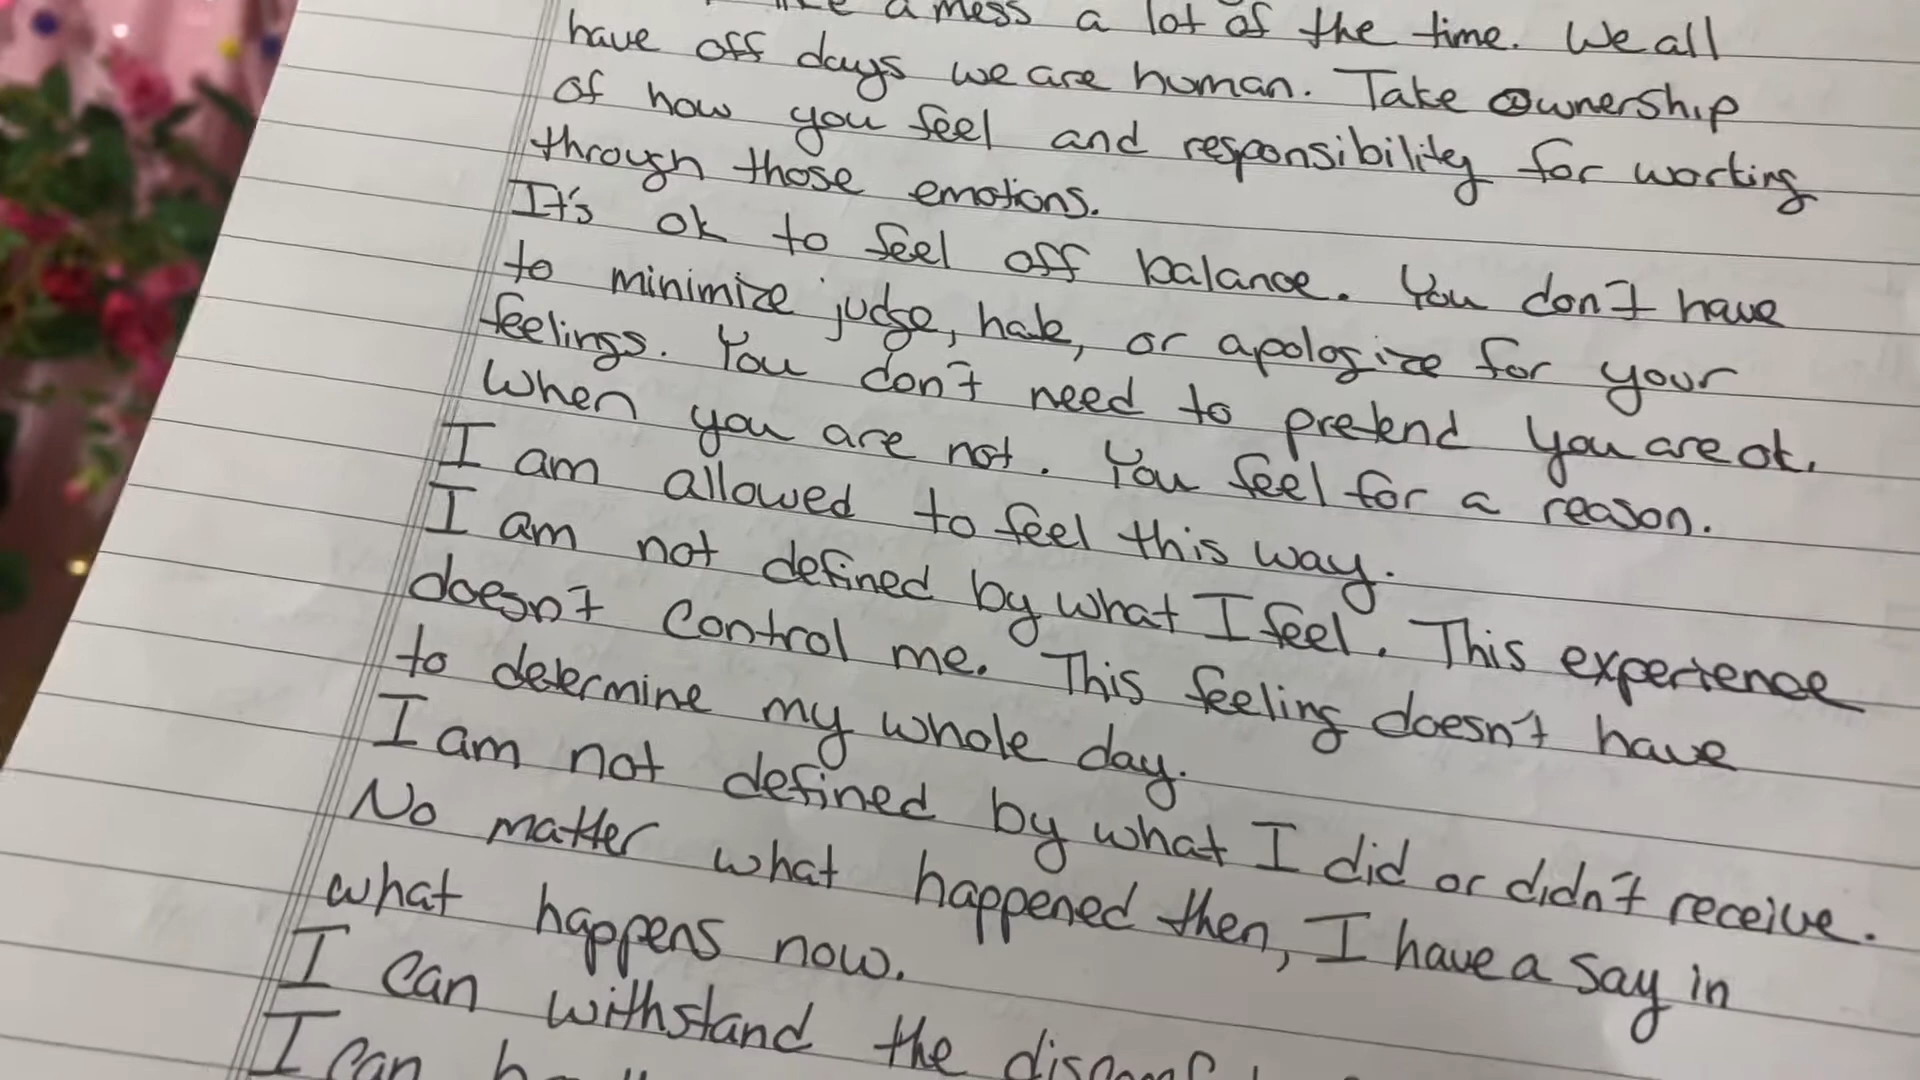 a mess a lot of the time. We all
have off days we are human. Take ownership
of how you feel and responsibility for working
through those emotions.
It's ok to feel off balance. You don't have
to minimize judge, hate, or apologize for your
feelings. You don't need to pretend you are ok.
When you are not. You feel for a reason.
I am allowed to feel this way.
I am not defined by what I feel. This experience
doesn't control me. This feeling doesn't have
to determine my whole day.
I am not defined by what I did or didn't receive.
No matter what happened then, I have a say in
what happens now.
I can withstand the
I can